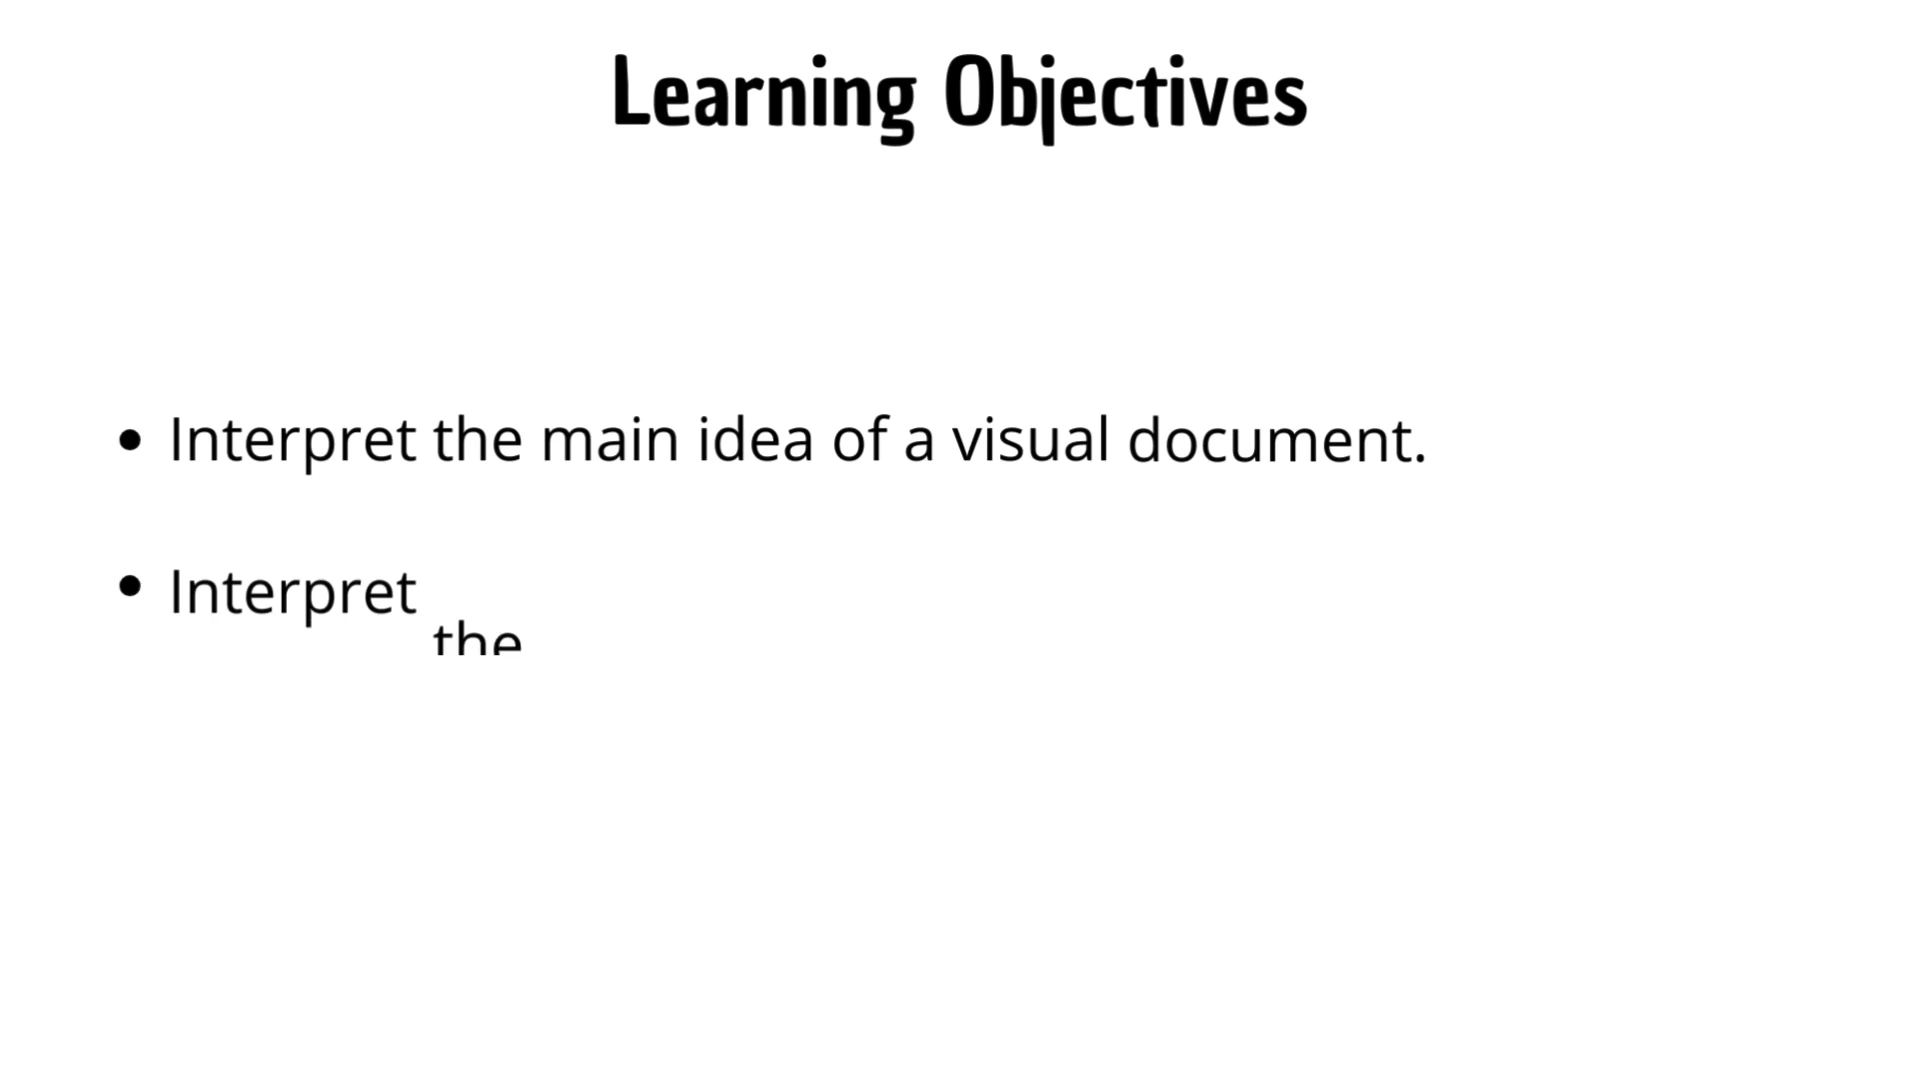 Learning Objectives
• Interpret the main idea of a visual document.
• Interpret the